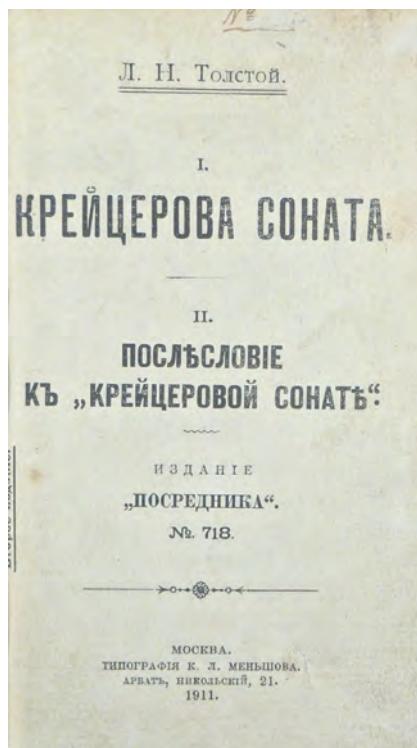 №
Л. Н. Толстой.
I.
КРЕЙЦЕРОВА СОНАТА.
II.
ПОСЛѢСЛОВІЕ
КЪ „КРЕЙЦЕРОВОЙ СОНАТѢ“.
ИЗДАНІЕ
„ПОСРЕДНИКА“.
№. 718.
МОСКВА.
ТИПОГРАФІЯ К. Л. МЕНЬШОВА.
АРБАТЪ, НИКОЛЬСКІЙ, 21.
1911.